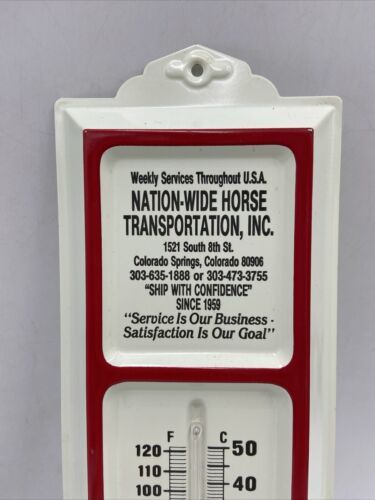 Weekly Services Throughout U.S.A.
NATION-WIDE HORSE
TRANSPORTATION, INC.
1521 South 8th St.
Colorado Springs, Colorado 80906
303-635-1888 or 303-473-3755
"SHIP WITH CONFIDENCE"
SINCE 1959
"Service Is Our Business -
Satisfaction Is Our Goal"
F C
120 50
110
100 40